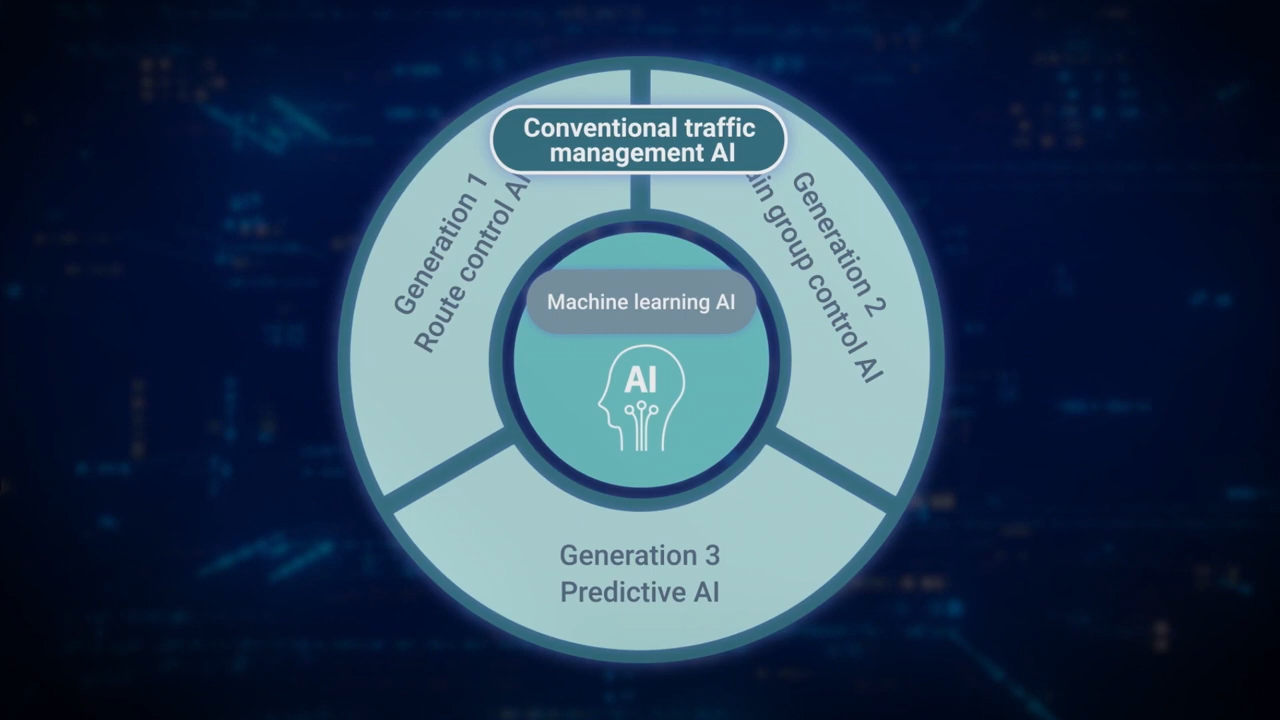 Conventional traffic
management AI
Generation 1
Route control AI
Generation 2
group control AI
Machine learning AI
AI
Generation 3
Predictive AI